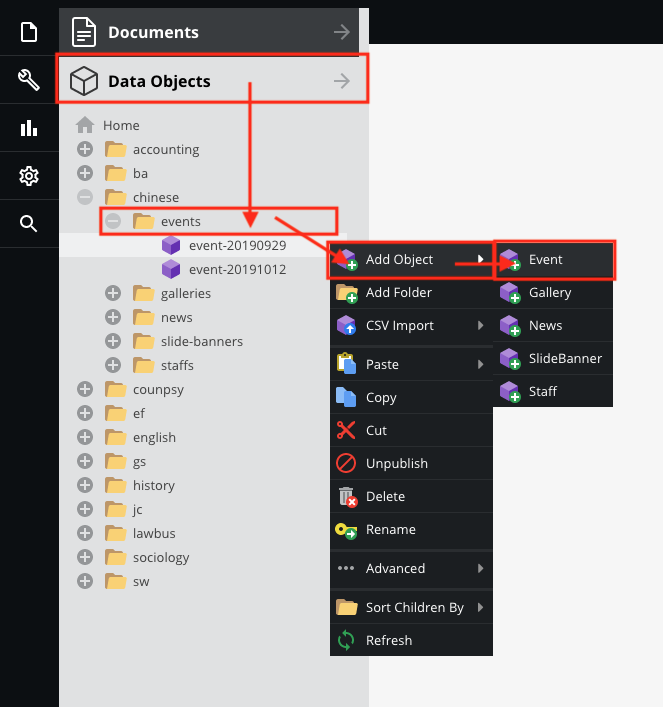 Documents
Data Objects
Home
accounting
ba
chinese
events
event-20190929
event-20191012
galleries
news
slide-banners
staffs
counpsy
ef
english
gs
history
jc
lawbus
sociology
sw
Add Object
Add Folder
CSV Import
Paste
Copy
Cut
Unpublish
Delete
Rename
Advanced
Sort Children By
Refresh
Event
Gallery
News
SlideBanner
Staff